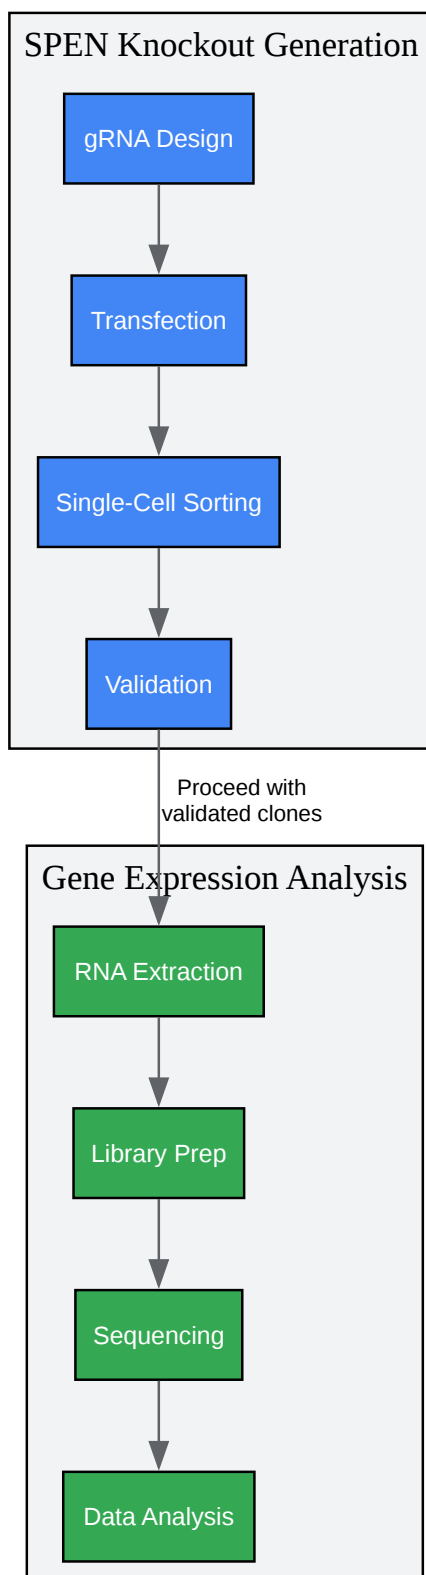 SPEN Knockout Generation
gRNA Design
Transfection
Single-Cell Sorting
Validation
Proceed with
validated clones
Gene Expression Analysis
RNA Extraction
Library Prep
Sequencing
Data Analysis